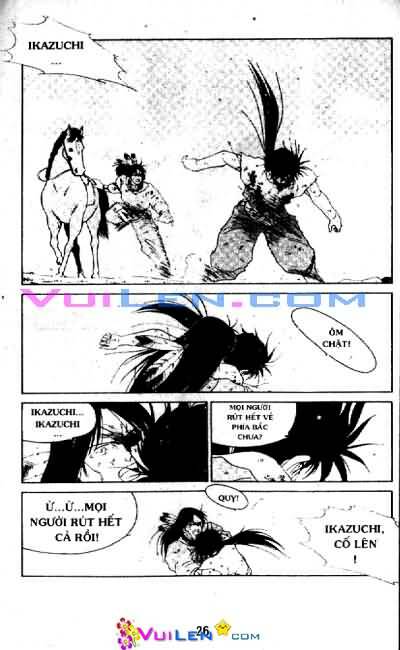 IKAZUCHI
...
VUILEN.COM
ÔM
CHẶT!
IKAZUCHI...
IKAZUCHI
...
MỌI NGƯỜI
RÚT HẾT VỀ
PHÍA BẮC
CHƯA?
Ừ...Ừ...MỌI
NGƯỜI RÚT HẾT
CẢ RỒI!
QUY!
IKAZUCHI,
CỐ LÊN
!
26
VUILEN.COM